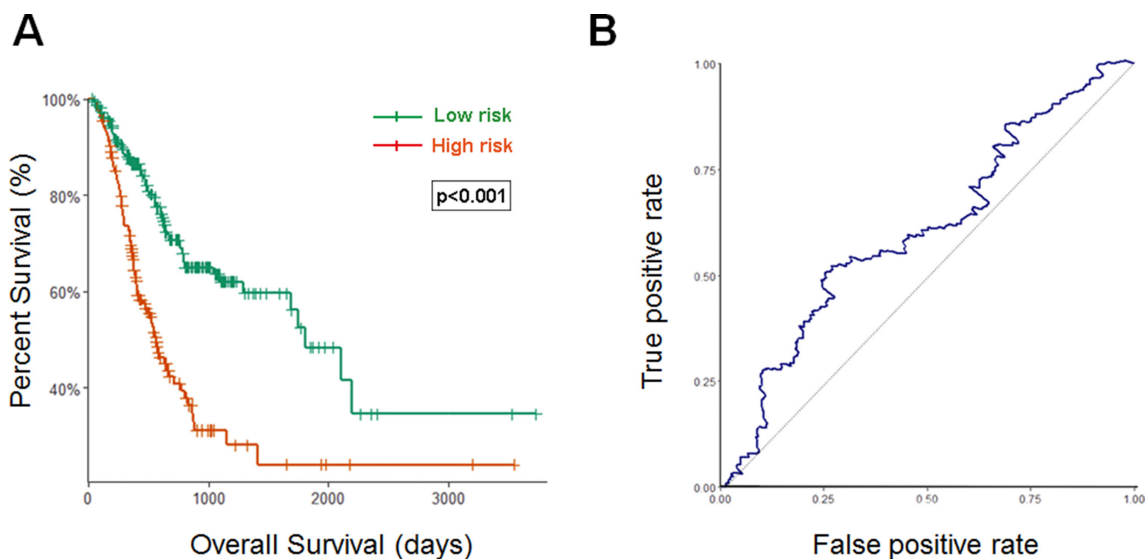 A
Percent Survival (%)
100%
80%
60%
40%
Low risk
High risk
p<0.001
0
1000
2000
3000
Overall Survival (days)
B
True positive rate
1.00
0.75
0.50
0.25
0.00
0.00
0.25
0.50
0.75
1.00
False positive rate